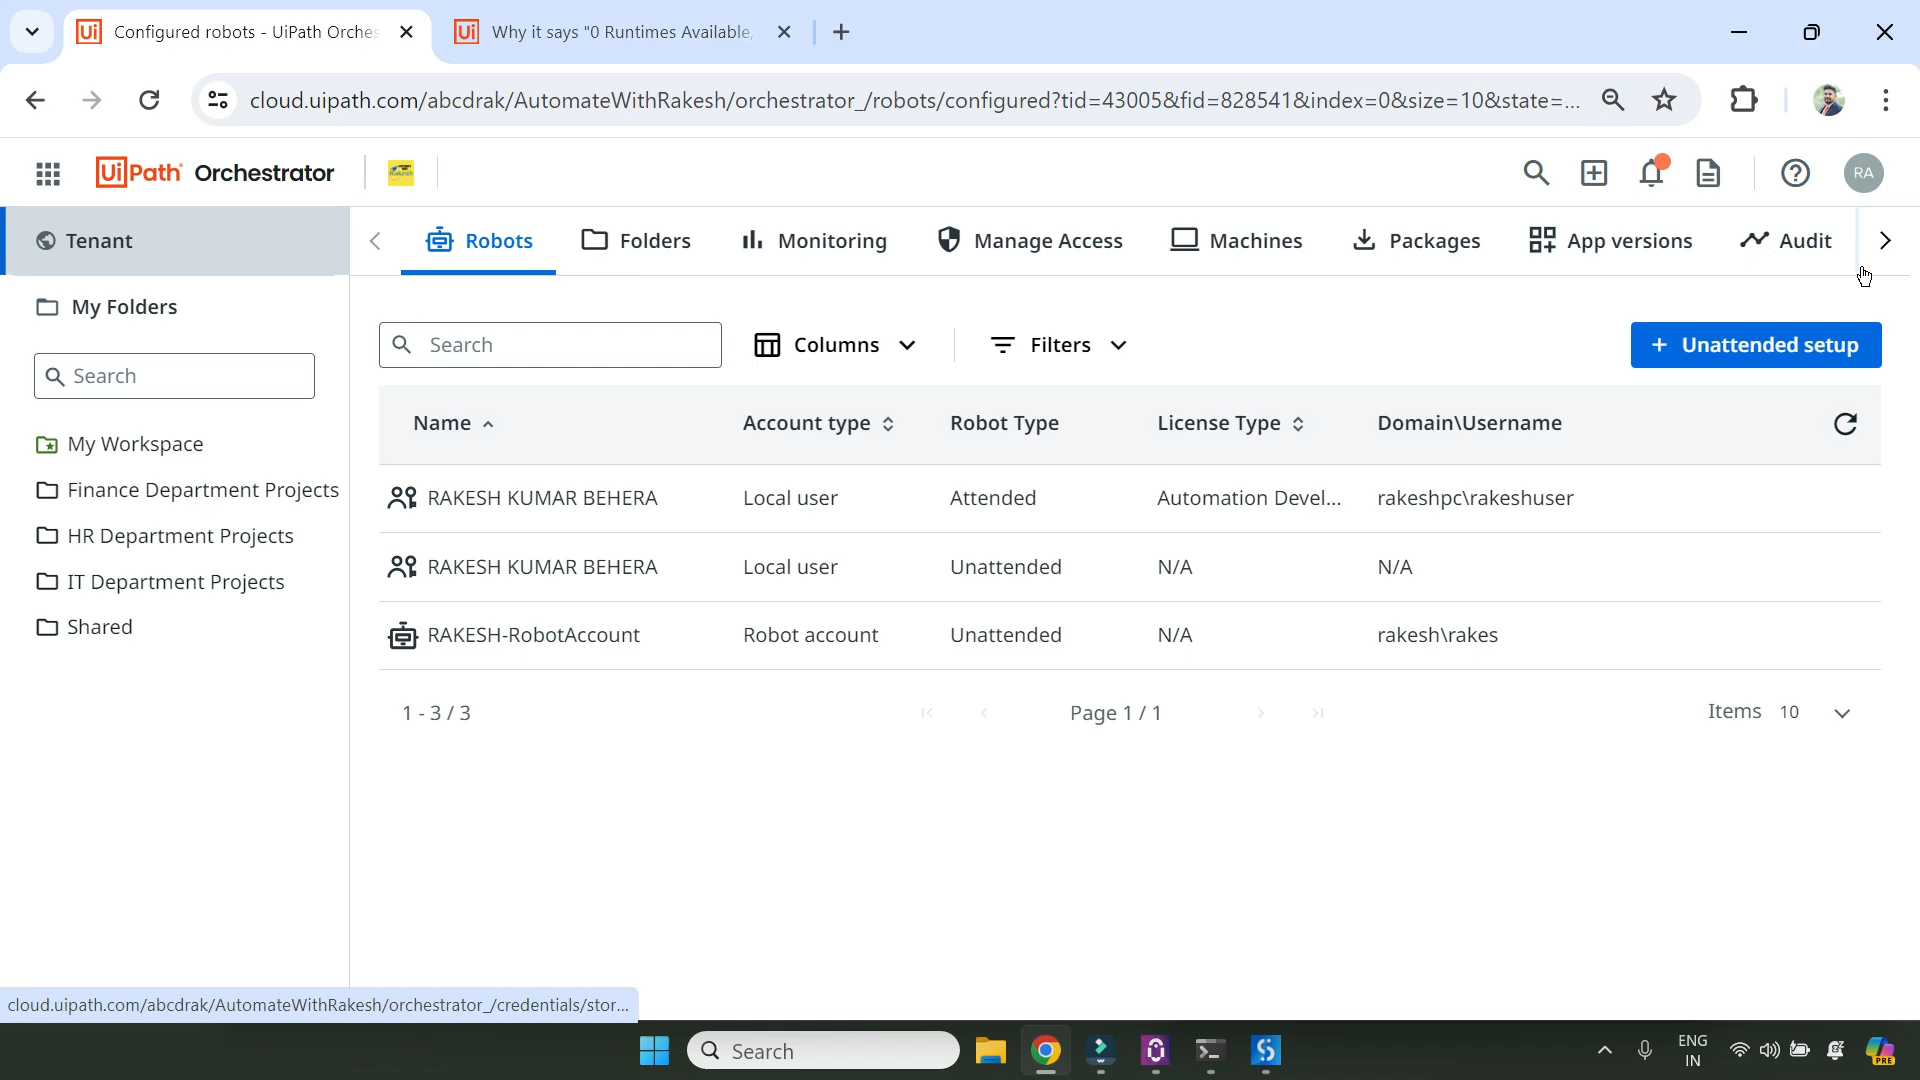 Configured robots - UiPath Orches
Why it says "0 Runtimes Available,
cloud.uipath.com/abcdrak/AutomateWithRakesh/orchestrator_/robots/configured?tid=43005&fid=828541&index=0&size=10&state=...
UiPath Orchestrator
RA
Tenant
Robots
Folders
Monitoring
Manage Access
Machines
Packages
App versions
Audit
My Folders
Search
My Workspace
Finance Department Projects
HR Department Projects
IT Department Projects
Shared
Search
Columns
Filters
+ Unattended setup
Name Account type Robot Type License Type Domain\Username
RAKESH KUMAR BEHERA Local user Attended Automation Devel... rakeshpc\rakeshuser
RAKESH KUMAR BEHERA Local user Unattended N/A N/A
RAKESH-RobotAccount Robot account Unattended N/A rakesh\rakes
1 - 3 / 3 Page 1 / 1 Items 10
cloud.uipath.com/abcdrak/AutomateWithRakesh/orchestrator_/credentials/stor...
Search
ENG
IN
PRE